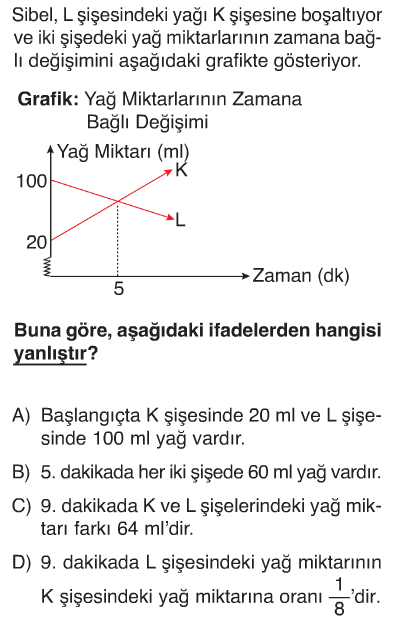 Sibel, L şişesindeki yağı K şişesine boşaltıyor
ve iki şişedeki yağ miktarlarının zamana bağ-
lı değişimini aşağıdaki grafikte gösteriyor.
Grafik: Yağ Miktarlarının Zamana
Bağlı Değişimi
Yağ Miktarı (ml)
K
100
L
20
Zaman (dk)
5
Buna göre, aşağıdaki ifadelerden hangisi
yanlıştır?
A) Başlangıçta K şişesinde 20 ml ve L şişe-
sinde 100 ml yağ vardır.
B) 5. dakikada her iki şişede 60 ml yağ vardır.
C) 9. dakikada K ve L şişelerindeki yağ mik-
tarı farkı 64 ml'dir.
D) 9. dakikada L şişesindeki yağ miktarının
K şişesindeki yağ miktarına oranı 1/8'dir.